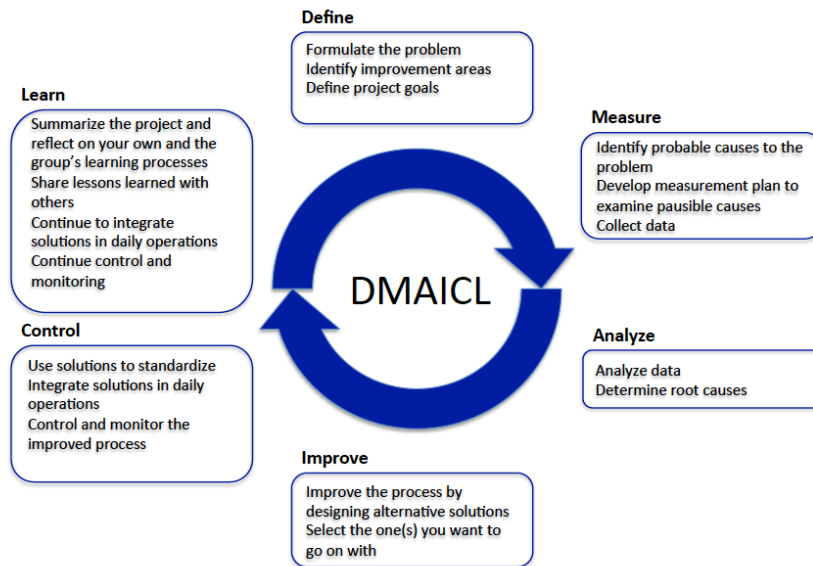 Define
Formulate the problem
Identify improvement areas
Define project goals
Measure
Identify probable causes to the
problem
Develop measurement plan to
examine pausible causes
Collect data
Analyze
Analyze data
Determine root causes
Improve
Improve the process by
designing alternative solutions
Select the one(s) you want to
go on with
Control
Use solutions to standardize
Integrate solutions in daily
operations
Control and monitor the
improved process
Learn
Summarize the project and
reflect on your own and the
group's learning processes
Share lessons learned with
others
Continue to integrate
solutions in daily operations
Continue control and
monitoring
DMAICL